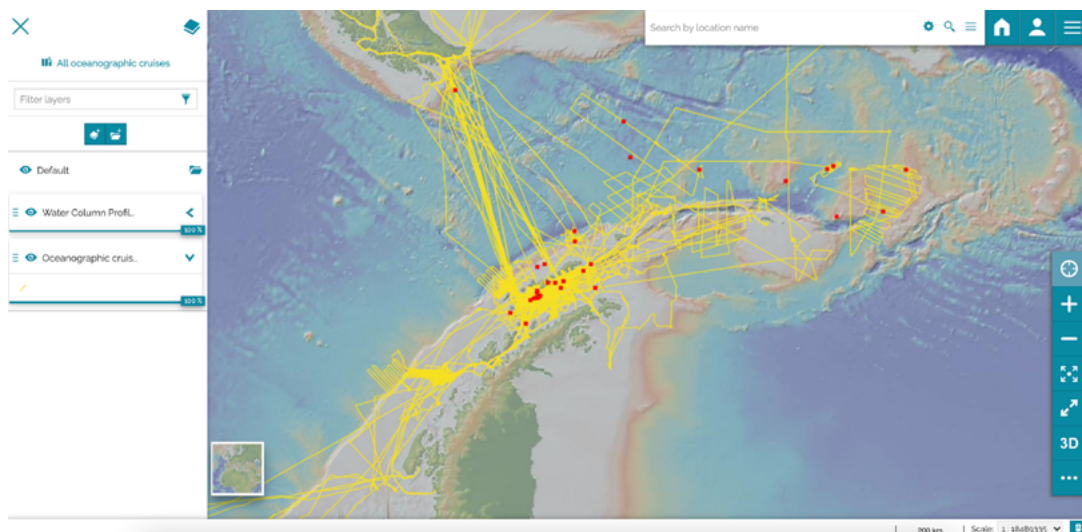 Search by location name
All oceanographic cruises
Filter layers
Default
Water Column Profil..
100 %
Oceanographic cruis..
100 %
3D
200 km
Scale: 1 : 18489335